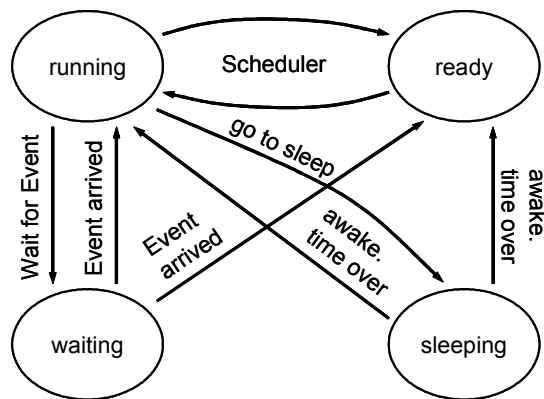 running
Scheduler
ready
go to sleep
Wait for Event
Event arrived
Event
arrived
awake.
time over
awake.
time over
waiting
sleeping